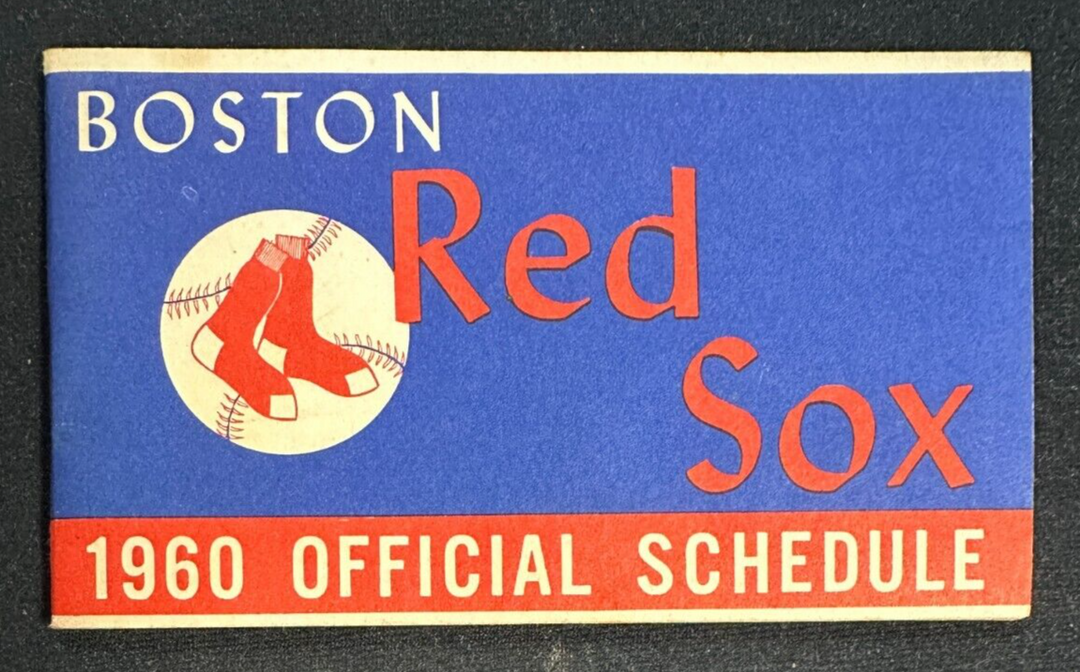 BOSTON
Red
Sox
1960 OFFICIAL SCHEDULE